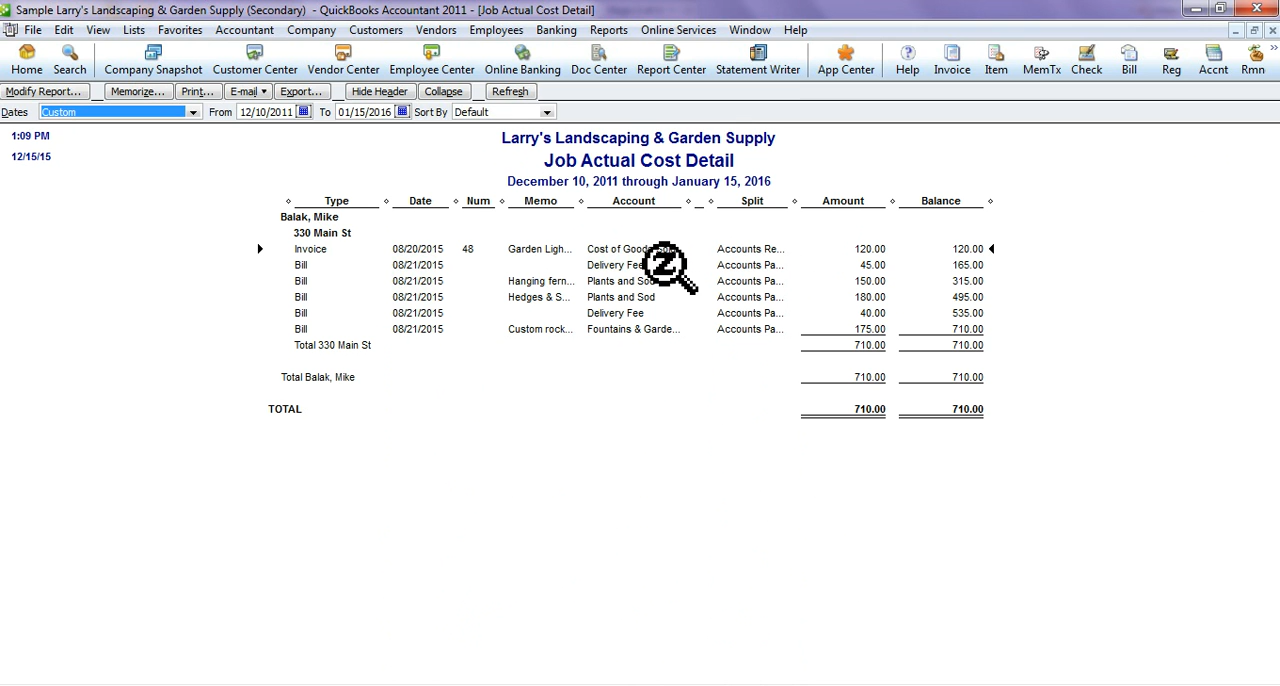 Sample Larry's Landscaping & Garden Supply (Secondary) - QuickBooks Accountant 2011 - [Job Actual Cost Detail]
File Edit View Lists Favorites Accountant Company Customers Vendors Employees Banking Reports Online Services Window Help
Home Search Company Snapshot Customer Center Vendor Center Employee Center Online Banking Doc Center Report Center Statement Writer App Center Help Invoice Item MemTx Check Bill Reg Accnt Rmn
Modify Report... Memorize... Print... E-mail Export... Hide Header Collapse Refresh
Dates Custom From 12/10/2011 To 01/15/2016 Sort By Default
1:09 PM
12/15/15
Larry's Landscaping & Garden Supply
Job Actual Cost Detail
December 10, 2011 through January 15, 2016
Type Date Num Memo Account Split Amount Balance
Balak, Mike
330 Main St
Invoice 08/20/2015 48 Garden Ligh... Cost of Goods Accounts Re... 120.00 120.00
Bill 08/21/2015 Delivery Fee Accounts Pa... 45.00 165.00
Bill 08/21/2015 Hanging fern... Plants and Sod Accounts Pa... 150.00 315.00
Bill 08/21/2015 Hedges & S... Plants and Sod Accounts Pa... 180.00 495.00
Bill 08/21/2015 Delivery Fee Accounts Pa... 40.00 535.00
Bill 08/21/2015 Custom rock... Fountains & Garde... Accounts Pa... 175.00 710.00
Total 330 Main St 710.00 710.00
Total Balak, Mike 710.00 710.00
TOTAL 710.00 710.00